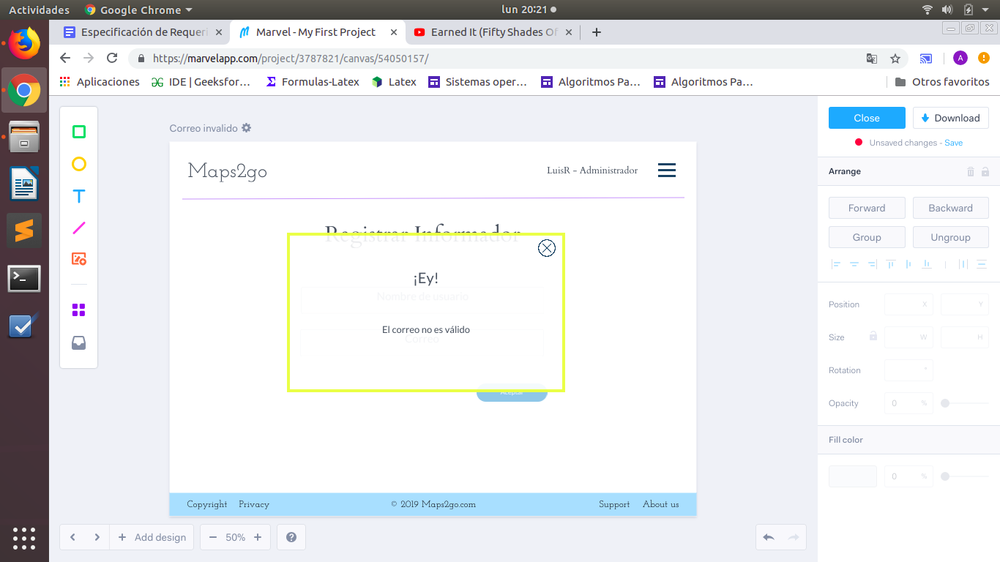 Actividades
Google Chrome
lun 20:21
Especificación de Requeri
Marvel - My First Project
Earned It (Fifty Shades Of
https://marvelapp.com/project/3787821/canvas/54050157/
A
Aplicaciones
IDE | Geeksfor...
Formulas-Latex
Latex
Sistemas oper...
Algoritmos Pa...
Algoritmos Pa...
Otros favoritos
Close
Download
Unsaved changes - Save
Correo invalido
Maps2go
LuisR - Administrador
Arrange
Forward
Backward
Group
Ungroup
Registrar Informador
¡Ey!
Nombre de usuario
El correo no es válido
Correo
Aceptar
Position
X
Y
Size
W
H
Rotation
°
Opacity
0 %
Fill color
0 %
Copyright
Privacy
© 2019 Maps2go.com
Support
About us
Add design
50%